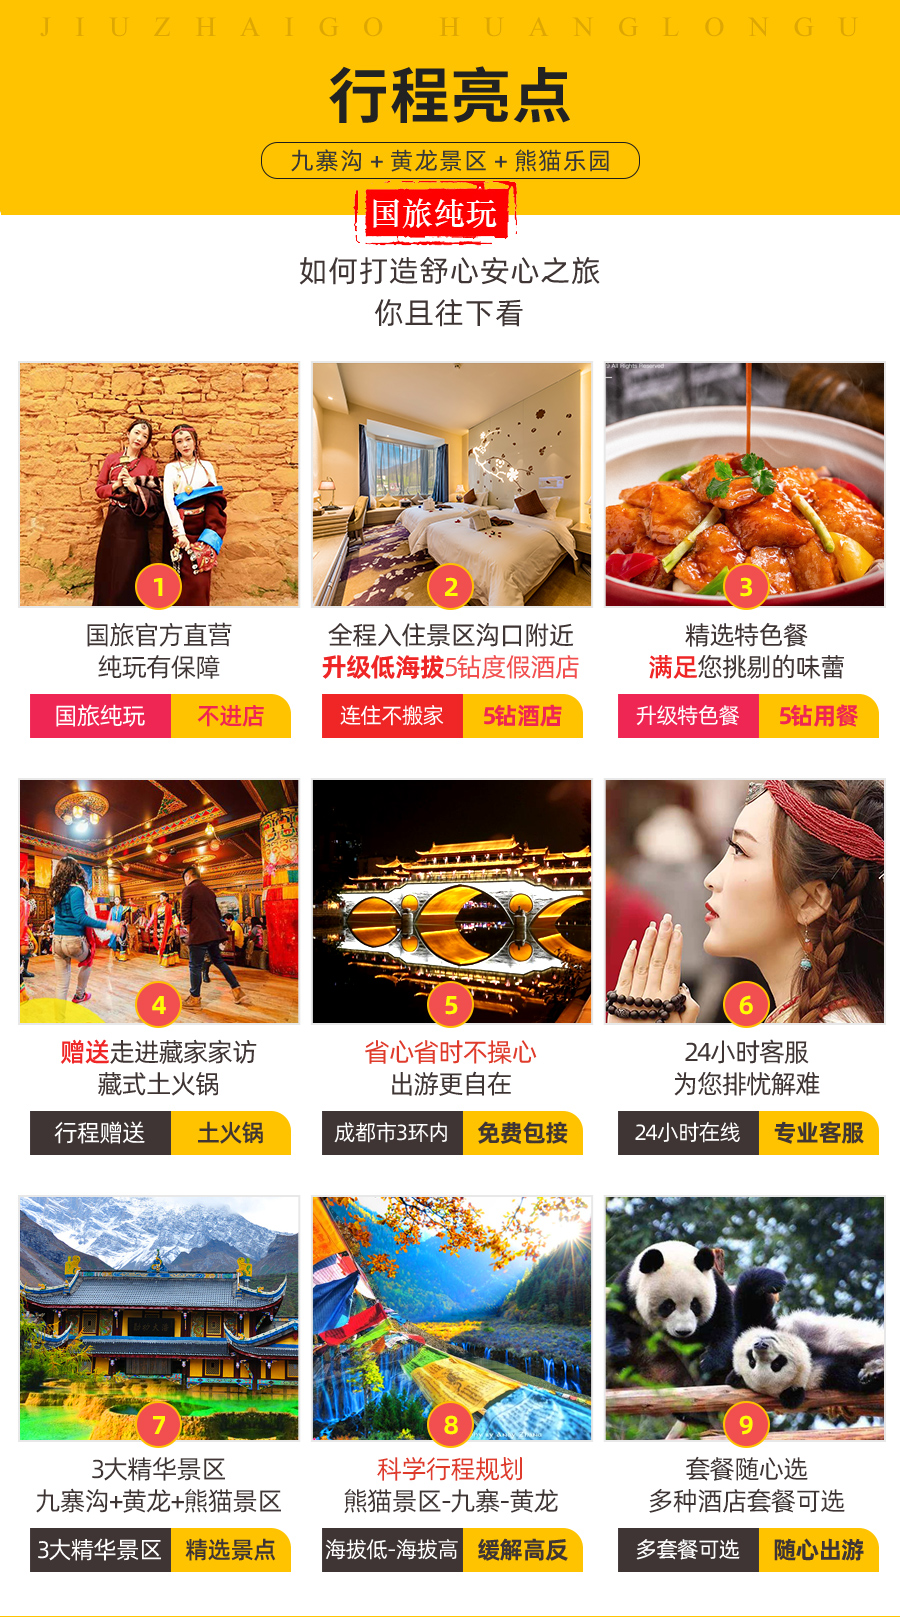 JIUZHAIGO HUANGLONGU
行程亮点
九寨沟 + 黄龙景区 + 熊猫乐园
国旅纯玩
如何打造舒心安心之旅
你且往下看
All Rights Reserved
1
2
3
国旅官方直营
纯玩有保障
全程入住景区沟口附近
升级低海拔5钻度假酒店
精选特色餐
满足您挑剔的味蕾
国旅纯玩 不进店
连住不搬家 5钻酒店
升级特色餐 5钻用餐
4
5
6
赠送走进藏家家访
藏式土火锅
省心省时不操心
出游更自在
24小时客服
为您排忧解难
行程赠送 土火锅
成都市3环内 免费包接
24小时在线 专业客服
7
8
9
3大精华景区
九寨沟+黄龙+熊猫景区
科学行程规划
熊猫景区-九寨-黄龙
套餐随心选
多种酒店套餐可选
3大精华景区 精选景点
海拔低-海拔高 缓解高反
多套餐可选 随心出游